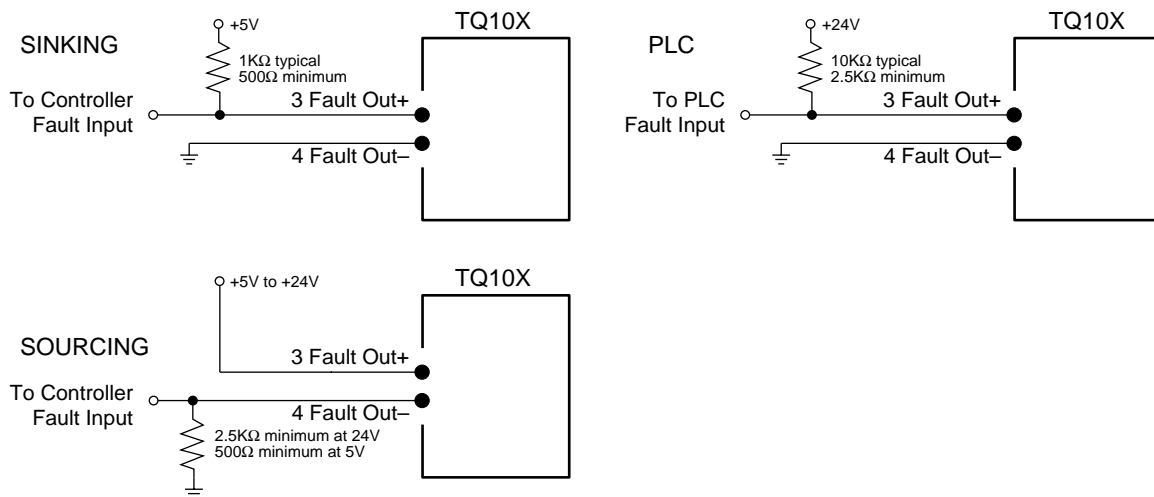 SINKING
+5V
1KΩ typical
500Ω minimum
TQ10X
To Controller
Fault Input
3 Fault Out+
4 Fault Out–
PLC
+24V
10KΩ typical
2.5KΩ minimum
TQ10X
To PLC
Fault Input
3 Fault Out+
4 Fault Out–
SOURCING
+5V to +24V
TQ10X
3 Fault Out+
To Controller
Fault Input
4 Fault Out–
2.5KΩ minimum at 24V
500Ω minimum at 5V